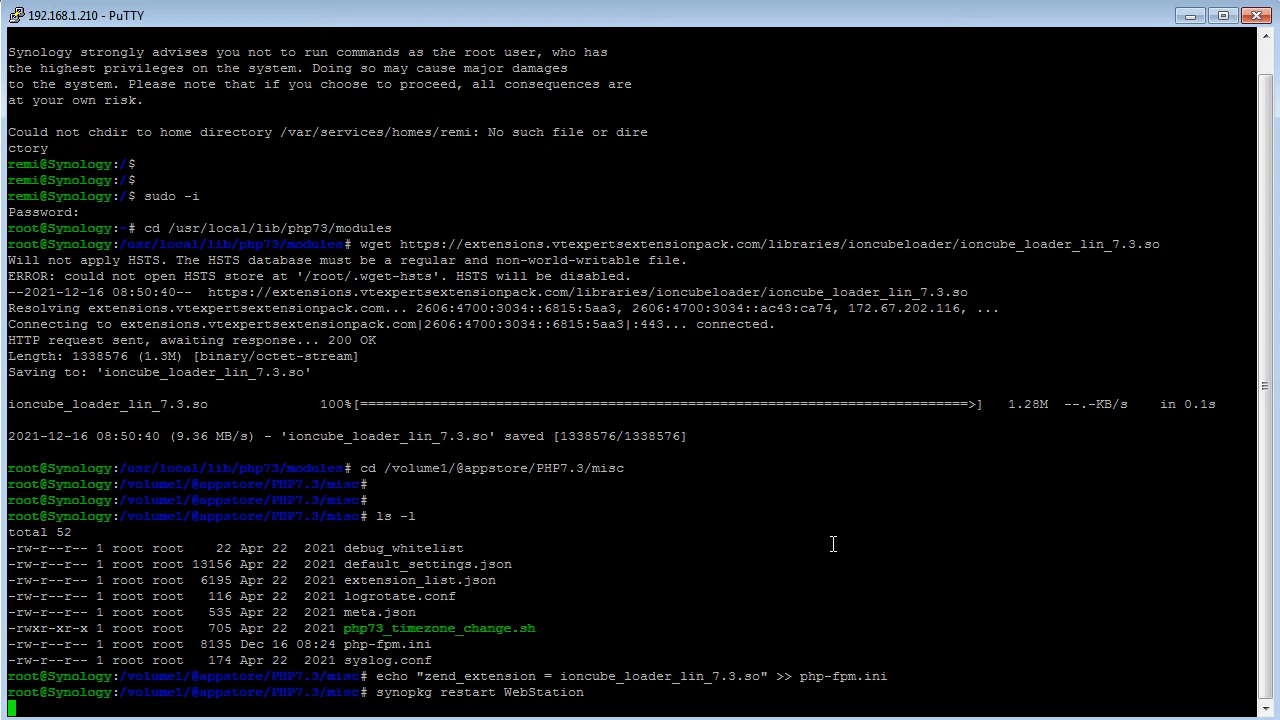 192.168.1.210 - PuTTY
Synology strongly advises you not to run commands as the root user, who has
the highest privileges on the system. Doing so may cause major damages
to the system. Please note that if you choose to proceed, all consequences are
at your own risk.
Could not chdir to home directory /var/services/homes/remi: No such file or dire
ctory
remi@Synology:/$
remi@Synology:/$
remi@Synology:/$ sudo -i
Password:
root@Synology:~# cd /usr/local/lib/php73/modules
root@Synology:/usr/local/lib/php73/modules# wget https://extensions.vtexpertsextensionpack.com/libraries/ioncubeloader/ioncube_loader_lin_7.3.so
Will not apply HSTS. The HSTS database must be a regular and non-world-writable file.
ERROR: could not open HSTS store at '/root/.wget-hsts'. HSTS will be disabled.
--2021-12-16 08:50:40--  https://extensions.vtexpertsextensionpack.com/libraries/ioncubeloader/ioncube_loader_lin_7.3.so
Resolving extensions.vtexpertsextensionpack.com... 2606:4700:3034::6815:5aa3, 2606:4700:3034::ac43:ca74, 172.67.202.116, ...
Connecting to extensions.vtexpertsextensionpack.com|2606:4700:3034::6815:5aa3|:443... connected.
HTTP request sent, awaiting response... 200 OK
Length: 1338576 (1.3M) [binary/octet-stream]
Saving to: 'ioncube_loader_lin_7.3.so'
ioncube_loader_lin_7.3.so              100%[============================================================================>]   1.28M  --.-KB/s    in 0.1s
2021-12-16 08:50:40 (9.36 MB/s) - 'ioncube_loader_lin_7.3.so' saved [1338576/1338576]
root@Synology:/usr/local/lib/php73/modules# cd /volume1/@appstore/PHP7.3/misc
root@Synology:/volume1/@appstore/PHP7.3/misc#
root@Synology:/volume1/@appstore/PHP7.3/misc#
root@Synology:/volume1/@appstore/PHP7.3/misc# ls -l
total 52
-rw-r--r-- 1 root root    22 Apr 22  2021 debug_whitelist
-rw-r--r-- 1 root root 13156 Apr 22  2021 default_settings.json
-rw-r--r-- 1 root root  6195 Apr 22  2021 extension_list.json
-rw-r--r-- 1 root root   116 Apr 22  2021 logrotate.conf
-rw-r--r-- 1 root root   535 Apr 22  2021 meta.json
-rwxr-xr-x 1 root root   705 Apr 22  2021 php73_timezone_change.sh
-rw-r--r-- 1 root root  8135 Dec 16 08:24 php-fpm.ini
-rw-r--r-- 1 root root   174 Apr 22  2021 syslog.conf
root@Synology:/volume1/@appstore/PHP7.3/misc# echo "zend_extension = ioncube_loader_lin_7.3.so" >> php-fpm.ini
root@Synology:/volume1/@appstore/PHP7.3/misc# synopkg restart WebStation